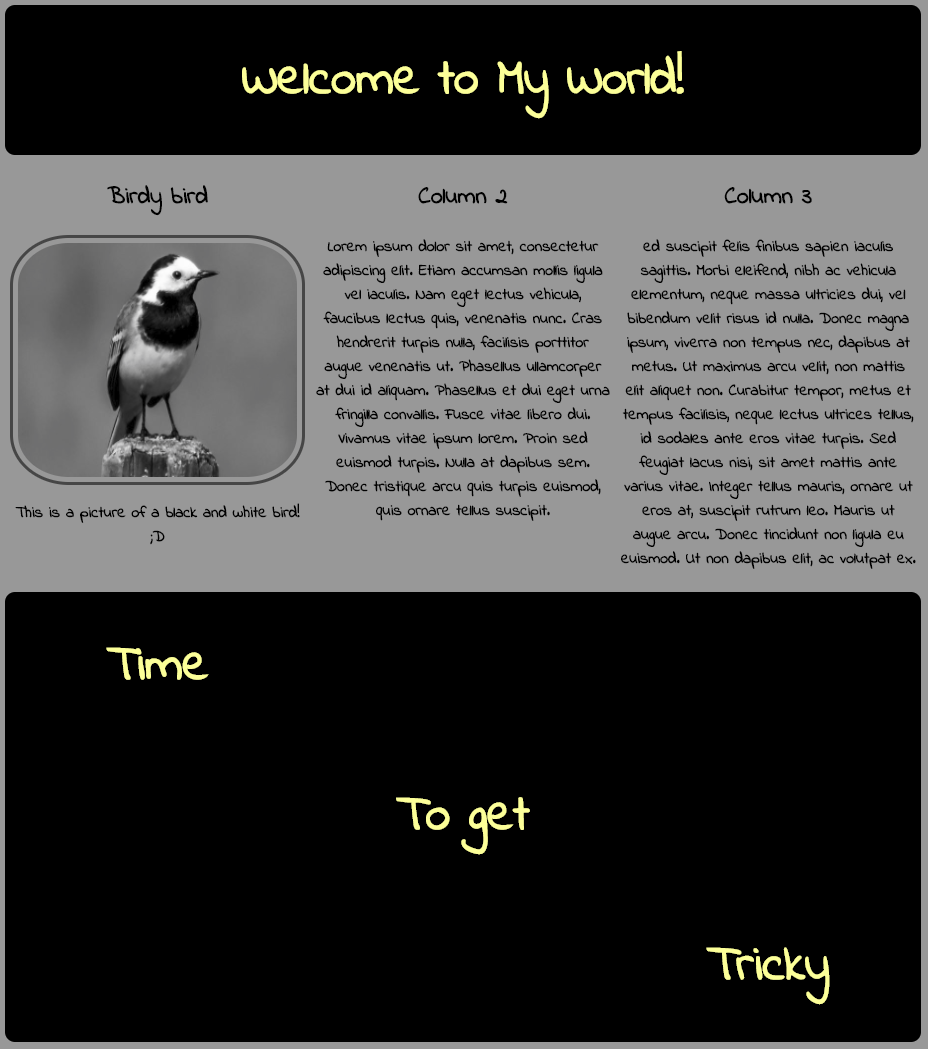 Welcome to My World!
Birdy bird
This is a picture of a black and white bird!
;D
Column 2
Lorem ipsum dolor sit amet, consectetur
adipiscing elit. Etiam accumsan mollis ligula
vel iaculis. Nam eget lectus vehicula,
faucibus lectus quis, venenatis nunc. Cras
hendrerit turpis nulla, facilisis porttitor
augue venenatis ut. Phasellus ullamcorper
at dui id aliquam. Phasellus et dui eget urna
fringilla convallis. Fusce vitae libero dui.
Vivamus vitae ipsum lorem. Proin sed
euismod turpis. Nulla at dapibus sem.
Donec tristique arcu quis turpis euismod,
quis ornare tellus suscipit.
Column 3
ed suscipit felis finibus sapien iaculis
sagittis. Morbi eleifend, nibh ac vehicula
elementum, neque massa ultricies dui, vel
bibendum velit risus id nulla. Donec magna
ipsum, viverra non tempus nec, dapibus at
metus. Ut maximus arcu velit, non mattis
elit aliquet non. Curabitur tempor, metus et
tempus facilisis, neque lectus ultrices tellus,
id sodales ante eros vitae turpis. Sed
feugiat lacus nisi, sit amet mattis ante
varius vitae. Integer tellus mauris, ornare ut
eros at, suscipit rutrum leo. Mauris ut
augue arcu. Donec tincidunt non ligula eu
euismod. Ut non dapibus elit, ac volutpat ex.
Time
To get
Tricky